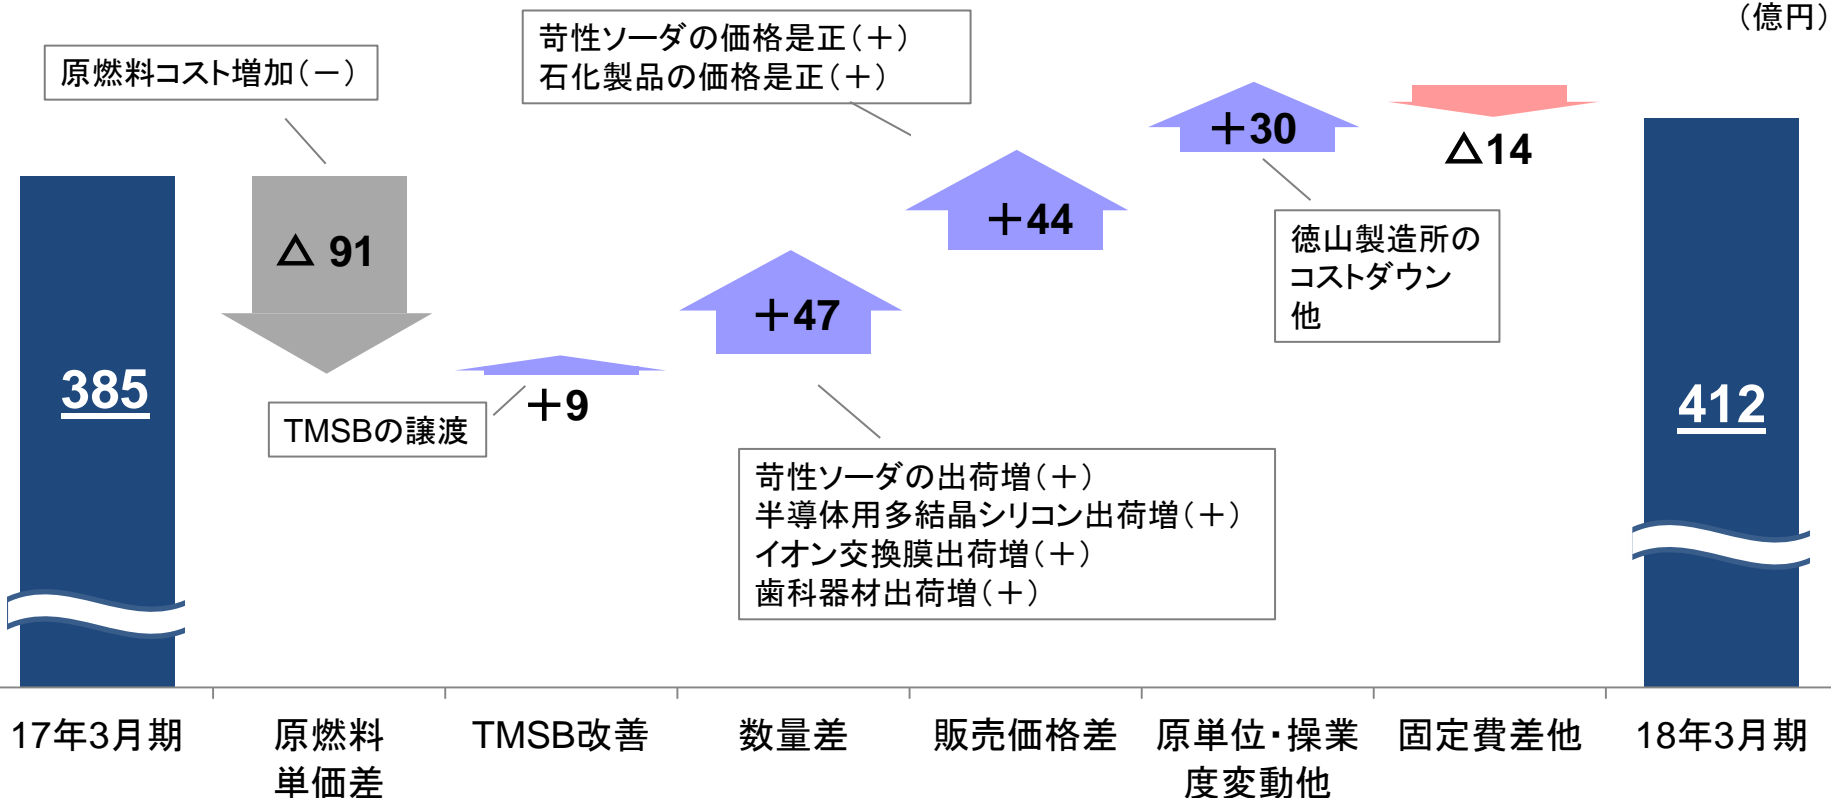 （億円）
原燃料コスト増加（－）
苛性ソーダの価格是正（＋）
石化製品の価格是正（＋）
＋30
△14
△ 91
＋44
徳山製造所の
コストダウン
他
＋47
385
TMSBの譲渡
＋9
412
苛性ソーダの出荷増（＋）
半導体用多結晶シリコン出荷増（＋）
イオン交換膜出荷増（＋）
歯科器材出荷増（＋）
17年3月期
原燃料
単価差
TMSB改善
数量差
販売価格差
原単位・操業
度変動他
固定費差他
18年3月期